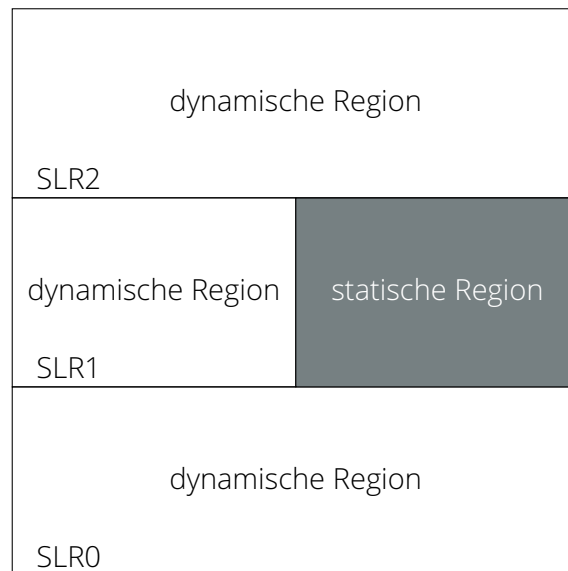 dynamische Region
SLR2
dynamische Region
statische Region
SLR1
dynamische Region
SLR0